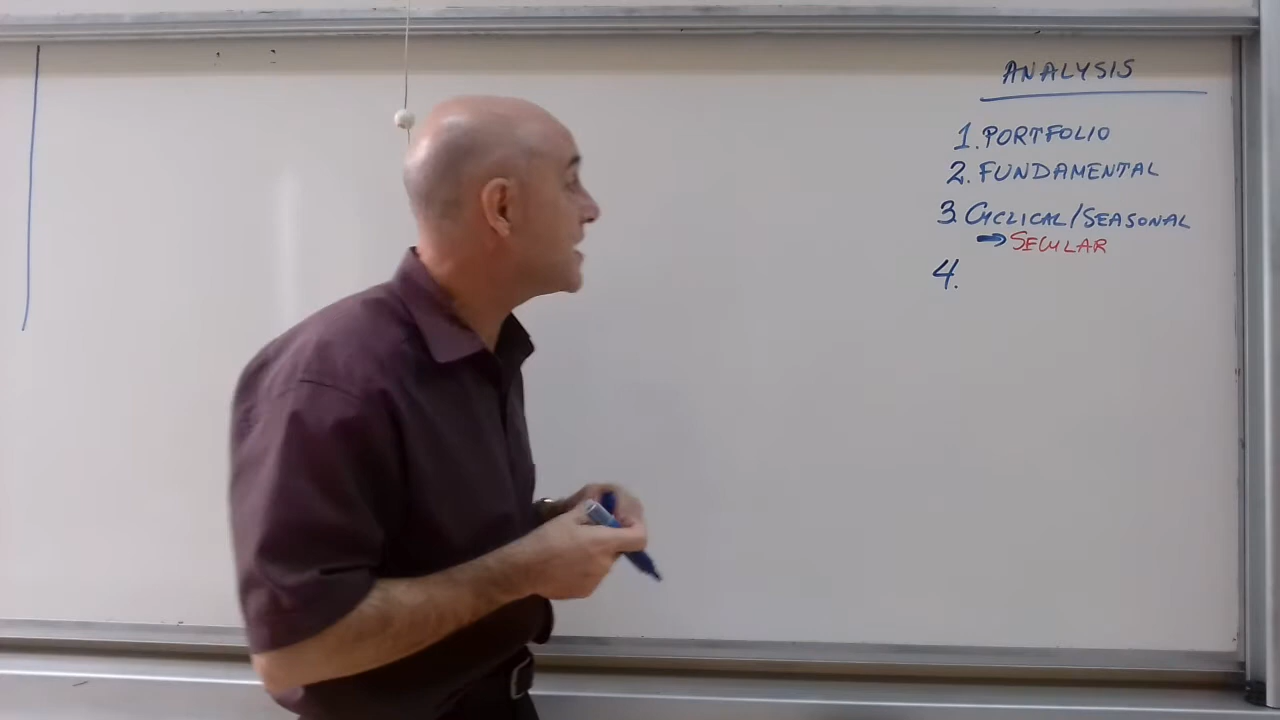 ANALYSIS
1. PORTFOLIO
2. FUNDAMENTAL
3. CYCLICAL/SEASONAL
→ SECULAR
4.